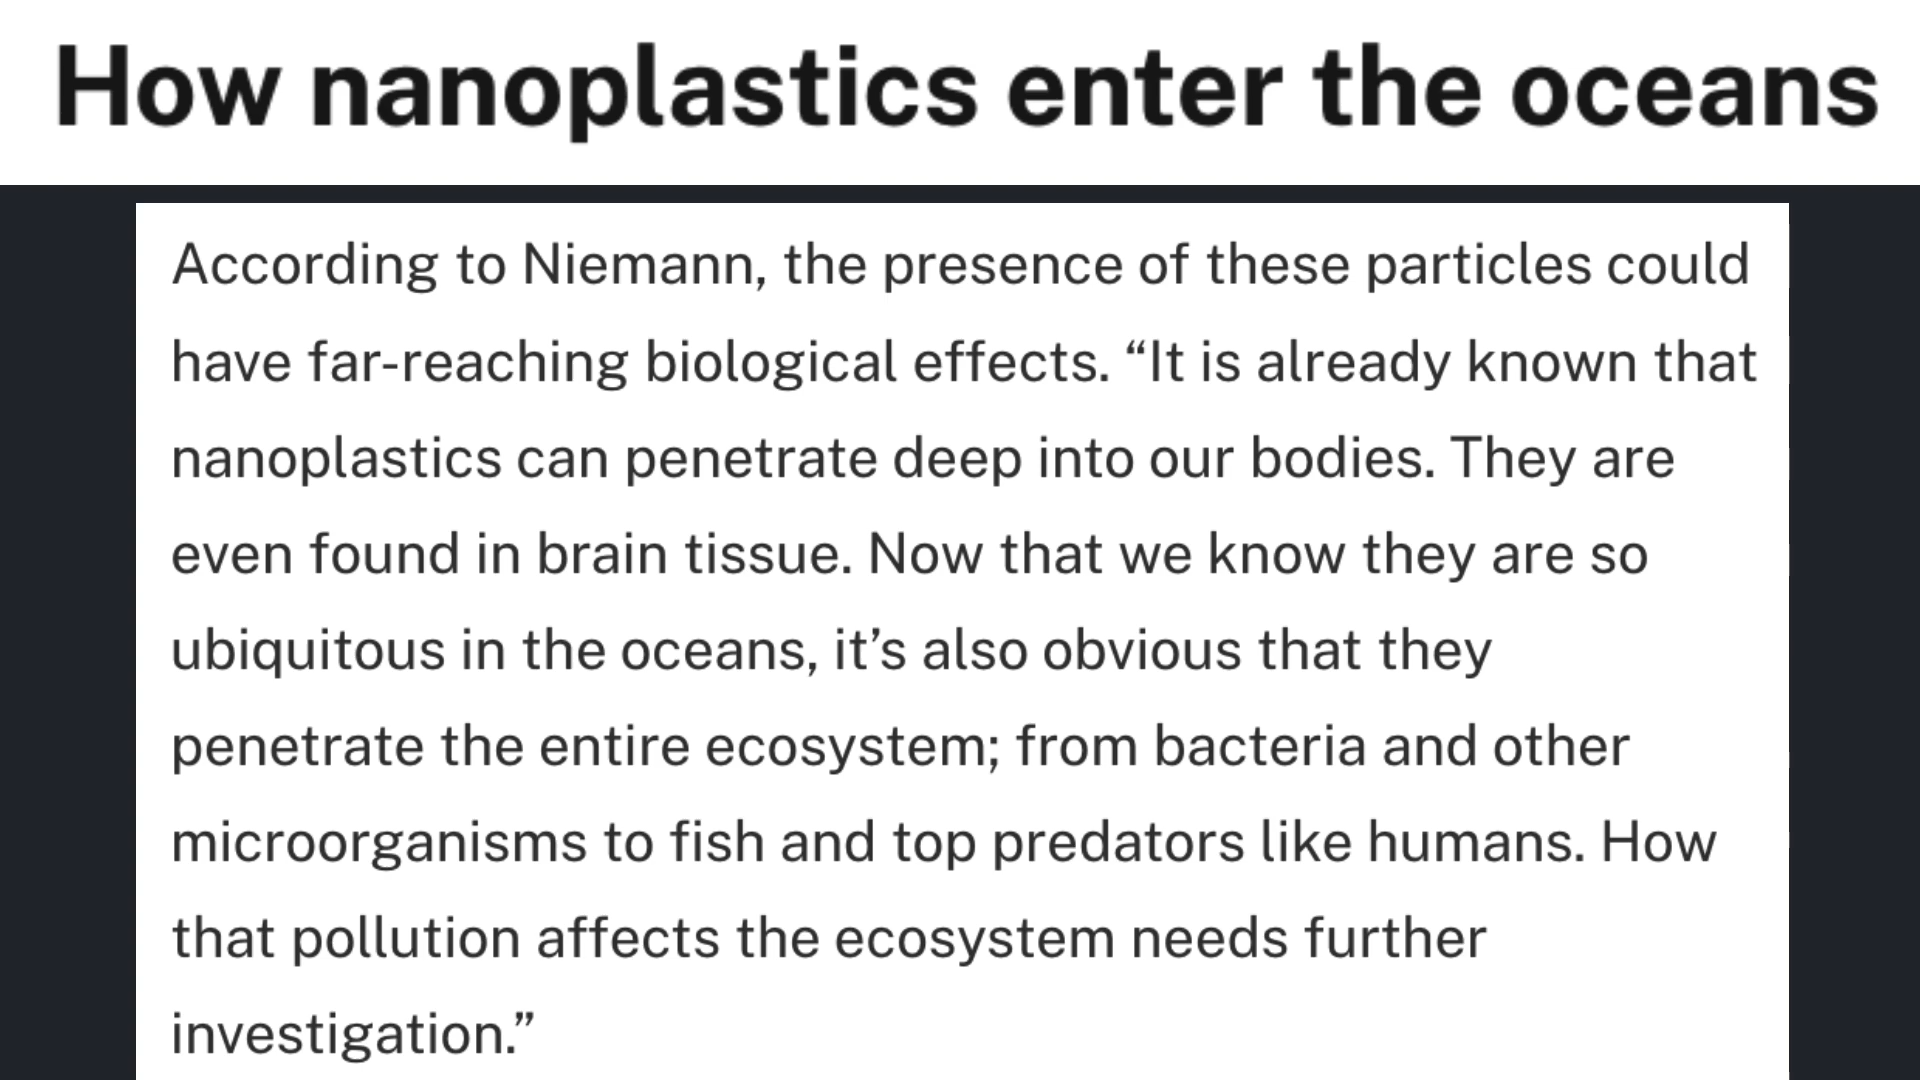 How nanoplastics enter the oceans
According to Niemann, the presence of these particles could
have far-reaching biological effects. “It is already known that
nanoplastics can penetrate deep into our bodies. They are
even found in brain tissue. Now that we know they are so
ubiquitous in the oceans, it’s also obvious that they
penetrate the entire ecosystem; from bacteria and other
microorganisms to fish and top predators like humans. How
that pollution affects the ecosystem needs further
investigation.”